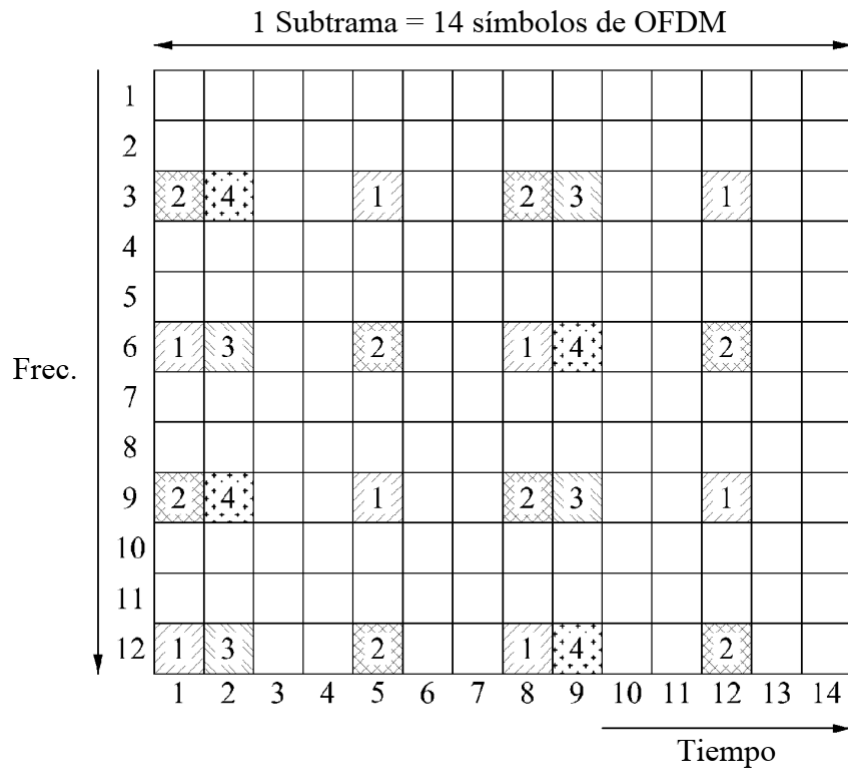 1 Subtrama = 14 símbolos de OFDM
1
2
3 2 4 1 2 3 1
4
5
6 1 3 2 1 4 2
Frec.
7
8
9 2 4 1 2 3 1
10
11
12 1 3 2 1 4 2
1 2 3 4 5 6 7 8 9 10 11 12 13 14
Tiempo